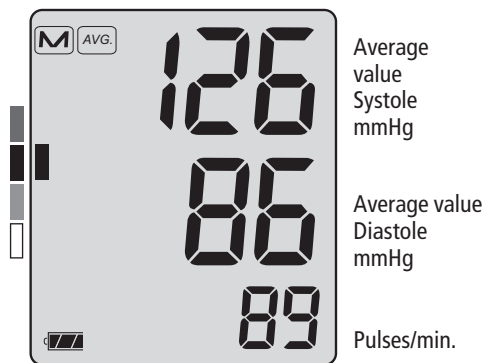 M AVG.
126
Average
value
Systole
mmHg
86
Average value
Diastole
mmHg
89
Pulses/min.